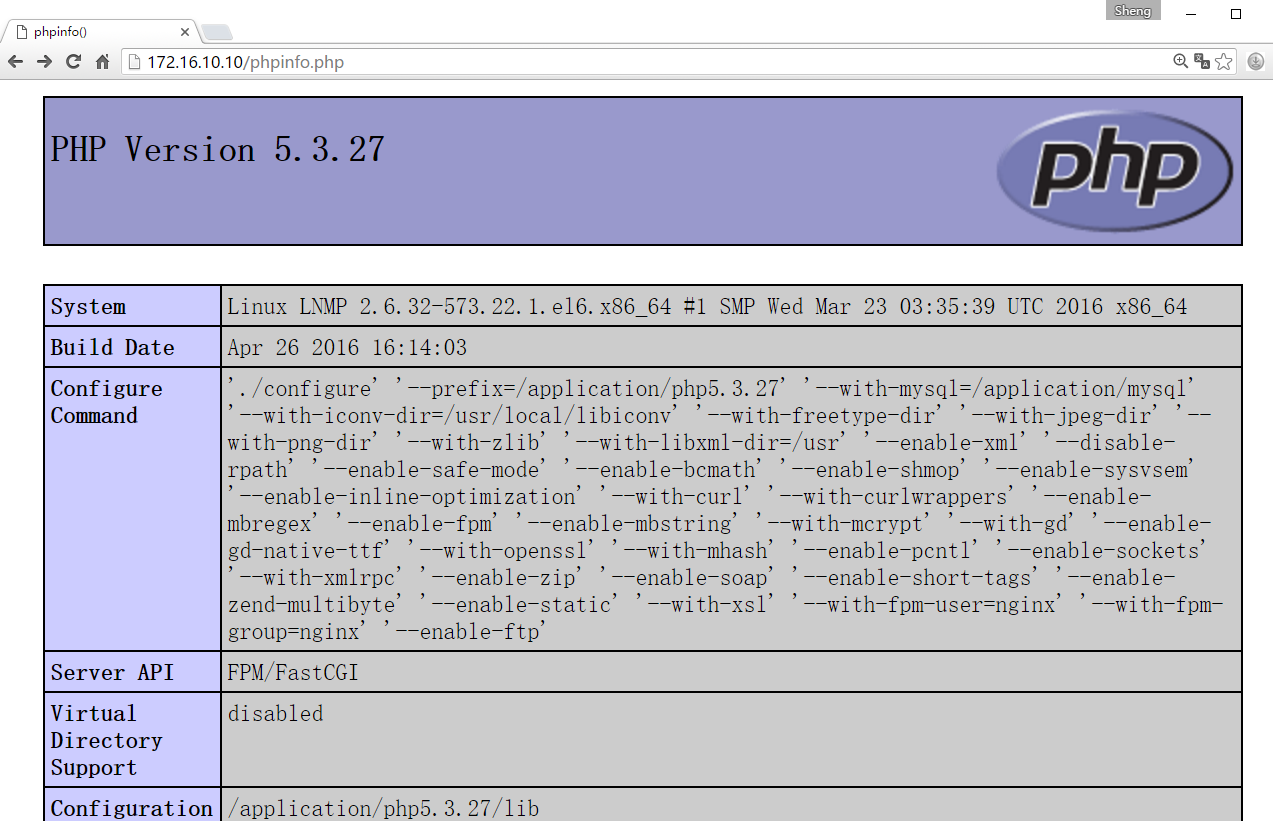 Sheng
phpinfo()
172.16.10.10/phpinfo.php
PHP Version 5.3.27
php
System
Linux LNMP 2.6.32-573.22.1.el6.x86_64 #1 SMP Wed Mar 23 03:35:39 UTC 2016 x86_64
Build Date
Apr 26 2016 16:14:03
Configure
Command
'./configure' '--prefix=/application/php5.3.27' '--with-mysql=/application/mysql'
'--with-iconv-dir=/usr/local/libiconv' '--with-freetype-dir' '--with-jpeg-dir' '--
with-png-dir' '--with-zlib' '--with-libxml-dir=/usr' '--enable-xml' '--disable-
rpath' '--enable-safe-mode' '--enable-bcmath' '--enable-shmop' '--enable-sysvsem'
'--enable-inline-optimization' '--with-curl' '--with-curlwrappers' '--enable-
mbregex' '--enable-fpm' '--enable-mbstring' '--with-mcrypt' '--with-gd' '--enable-
gd-native-ttf' '--with-openssl' '--with-mhash' '--enable-pcntl' '--enable-sockets'
'--with-xmlrpc' '--enable-zip' '--enable-soap' '--enable-short-tags' '--enable-
zend-multibyte' '--enable-static' '--with-xsl' '--with-fpm-user=nginx' '--with-fpm-
group=nginx' '--enable-ftp'
Server API
FPM/FastCGI
Virtual
Directory
Support
disabled
Configuration
/application/php5.3.27/lib